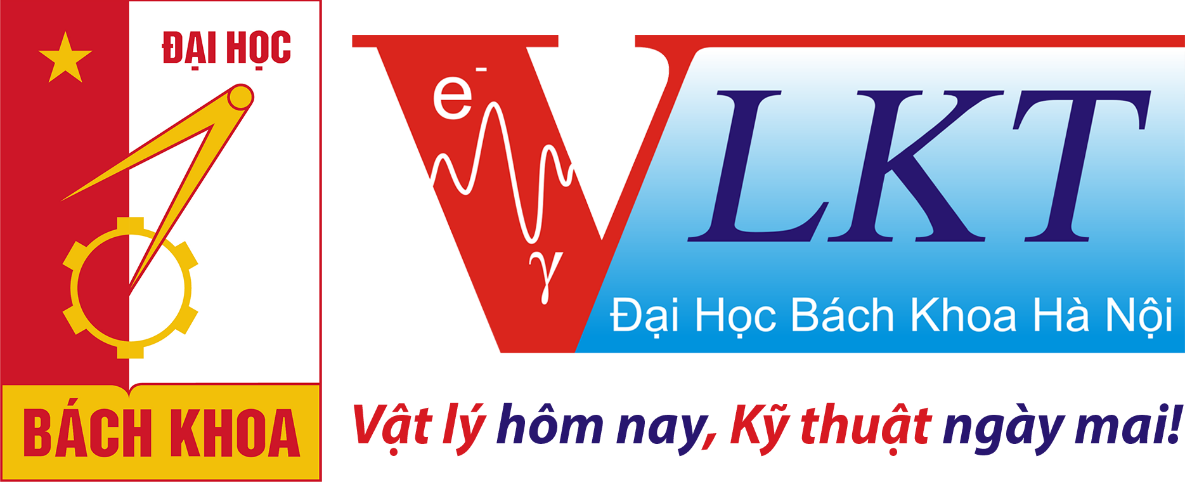 ĐẠI HỌC
BÁCH KHOA
VLKT
e-
γ
Đại Học Bách Khoa Hà Nội
Vật lý hôm nay, Kỹ thuật ngày mai!